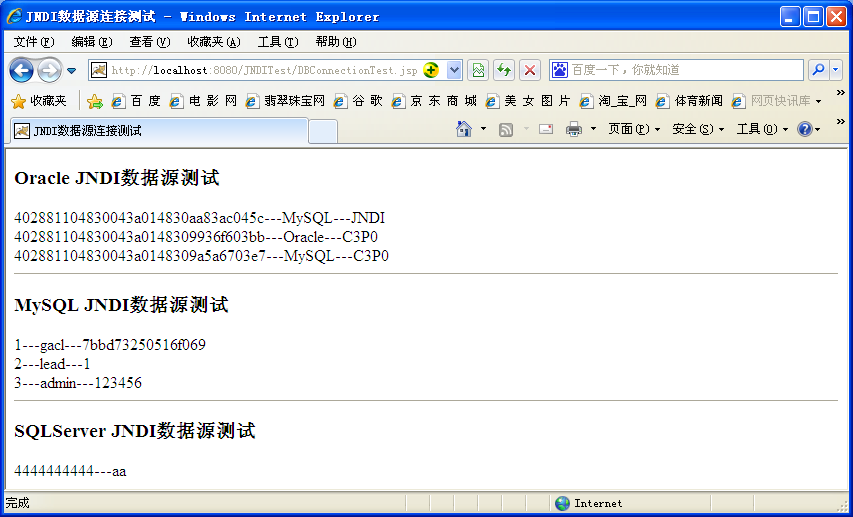 JNDI数据源连接测试 - Windows Internet Explorer
文件(F) 编辑(E) 查看(V) 收藏夹(A) 工具(T) 帮助(H)
http://localhost:8080/JNDITest/DBConnectionTest.jsp 百度一下，你就知道
收藏夹 百 度 电 影 网 翡翠珠宝网 谷 歌 京 东 商 城 美 女 图 片 淘_宝_网 体育新闻 网页快讯库
JNDI数据源连接测试 页面(P) 安全(S) 工具(O)
Oracle JNDI数据源测试
402881104830043a014830aa83ac045c---MySQL---JNDI
402881104830043a0148309936f603bb---Oracle---C3P0
402881104830043a0148309a5a6703e7---MySQL---C3P0
MySQL JNDI数据源测试
1---gacl---7bbd73250516f069
2---lead---1
3---admin---123456
SQLServer JNDI数据源测试
4444444444---aa
完成 Internet